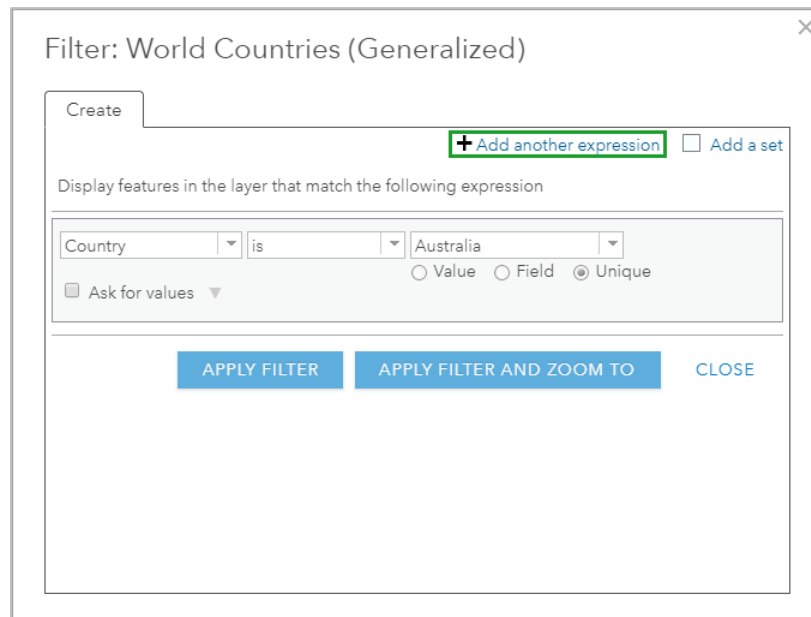 Filter: World Countries (Generalized)
Create
Add another expression Add a set
Display features in the layer that match the following expression
Country is Australia
Value Field Unique
Ask for values
APPLY FILTER APPLY FILTER AND ZOOM TO CLOSE